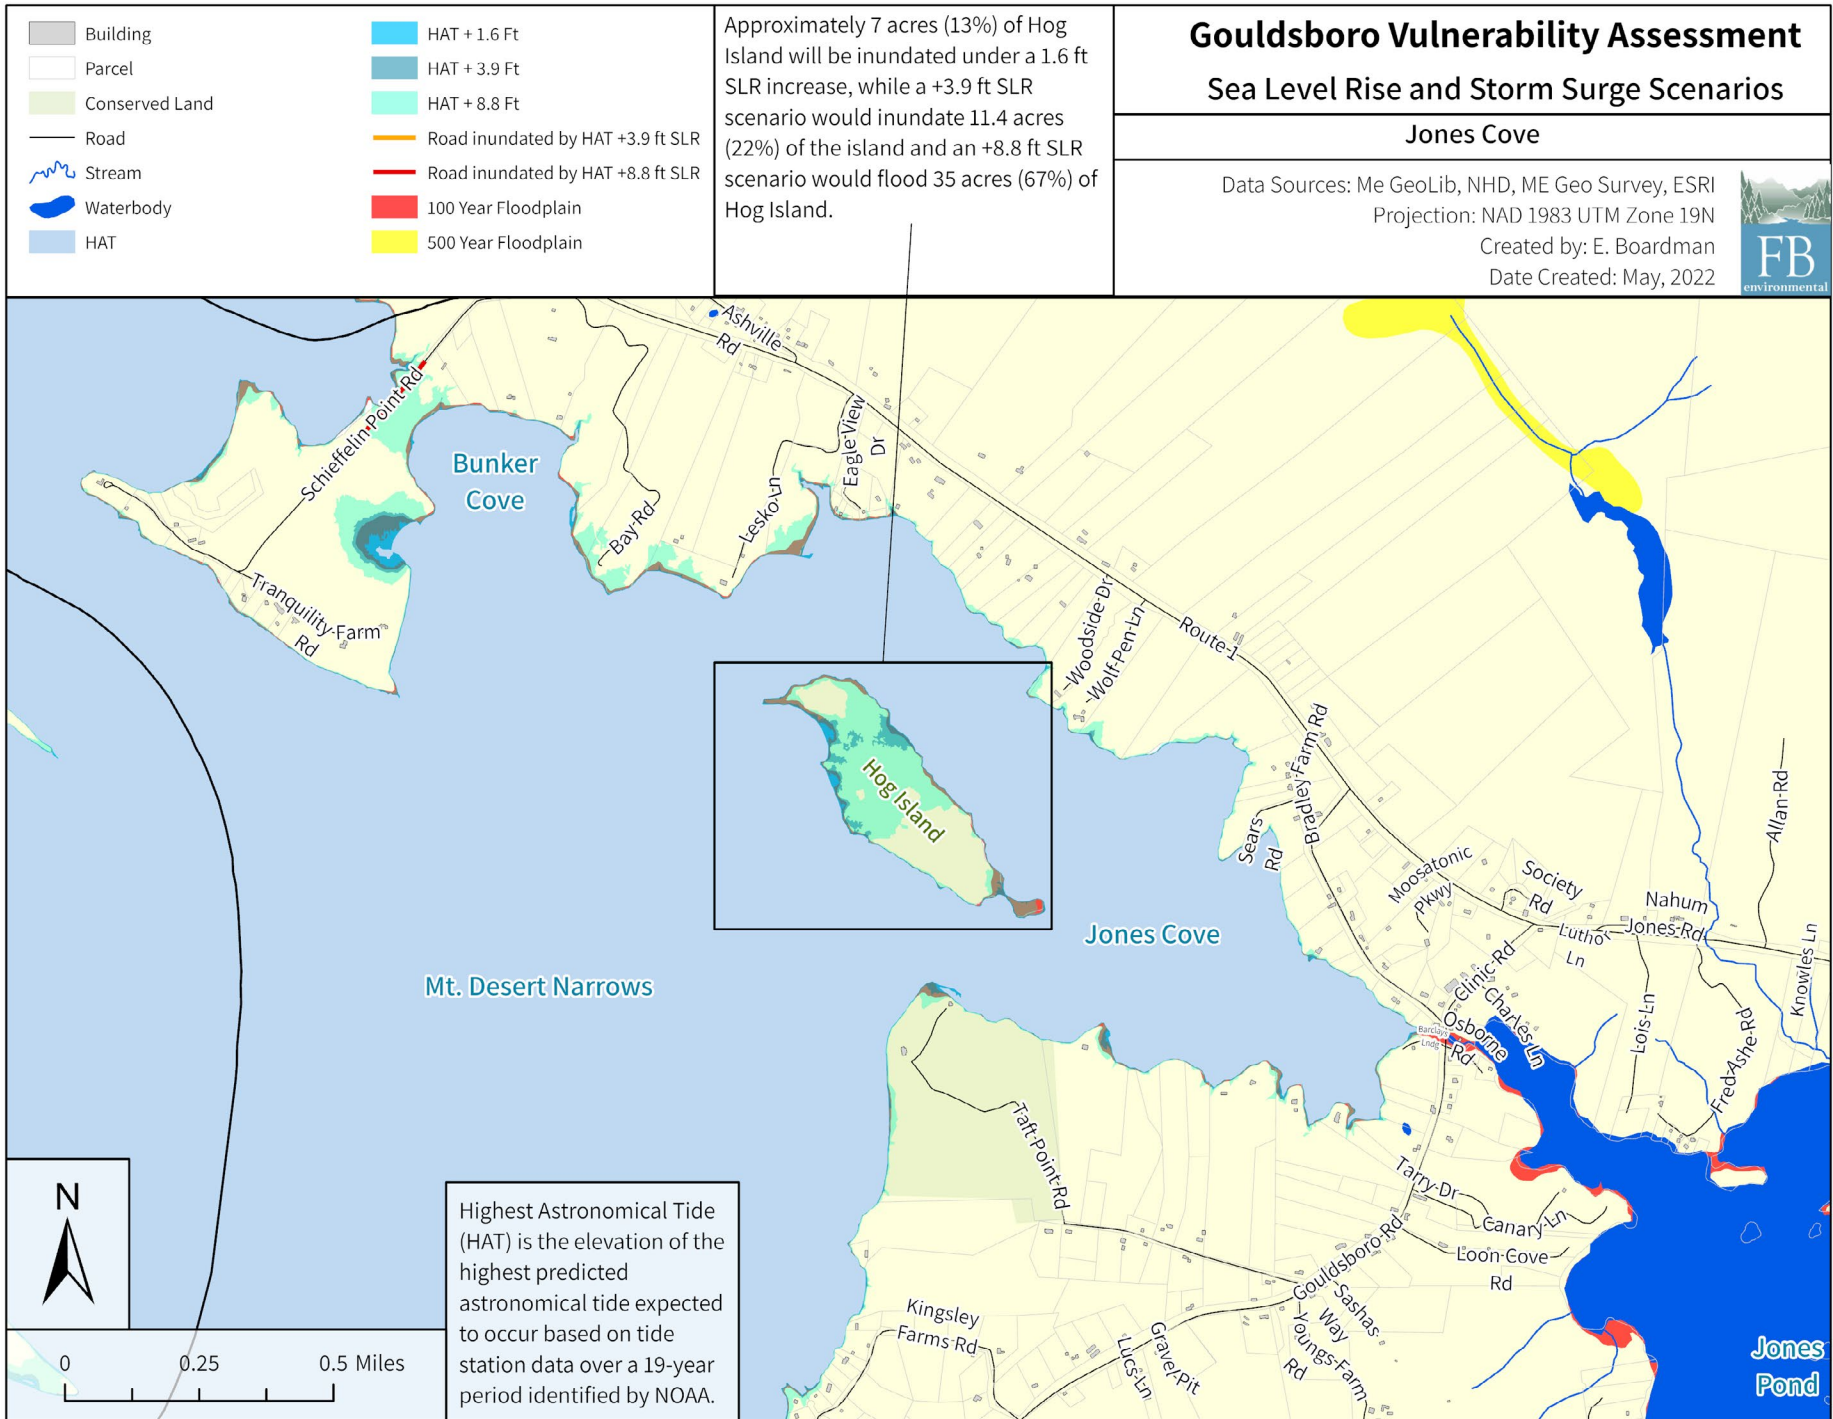 Building
Parcel
Conserved Land
Road
Stream
Waterbody
HAT
HAT + 1.6 Ft
HAT + 3.9 Ft
HAT + 8.8 Ft
Road inundated by HAT +3.9 ft SLR
Road inundated by HAT +8.8 ft SLR
100 Year Floodplain
500 Year Floodplain
Approximately 7 acres (13%) of Hog
Island will be inundated under a 1.6 ft
SLR increase, while a +3.9 ft SLR
scenario would inundate 11.4 acres
(22%) of the island and an +8.8 ft SLR
scenario would flood 35 acres (67%) of
Hog Island.
Gouldsboro Vulnerability Assessment
Sea Level Rise and Storm Surge Scenarios
Jones Cove
Data Sources: Me GeoLib, NHD, ME Geo Survey, ESRI
Projection: NAD 1983 UTM Zone 19N
Created by: E. Boardman
Date Created: May, 2022
FB
environmental
Ashville
Rd
Schieffelin Point Rd
Bunker
Cove
Eagle View
Dr
Bay Rd
Lesko Ln
Tranquility Farm
Rd
Woodside Dr
Wolf Pen Ln
Route 1
Hog Island
Bradley Farm Rd
Sears
Rd
Allan Rd
Moosatonic
Pkwy
Society
Rd
Nahum
Jones Rd
Lutho
Ln
Knowles Ln
Jones Cove
Clinic Rd
Charles Ln
Mt. Desert Narrows
Lois Ln
Fred Ashe Rd
Barclays
Lndg
Osborne
Rd
Taft Point Rd
Tarry Dr
Canary Ln
Loon Cove
Rd
Gouldsboro Rd
Sashas
Way
Youngs Farm
Rd
Kingsley
Farms Rd
Lucs Ln
Gravel Pit
Jones
Pond
N
0 0.25 0.5 Miles
Highest Astronomical Tide
(HAT) is the elevation of the
highest predicted
astronomical tide expected
to occur based on tide
station data over a 19-year
period identified by NOAA.